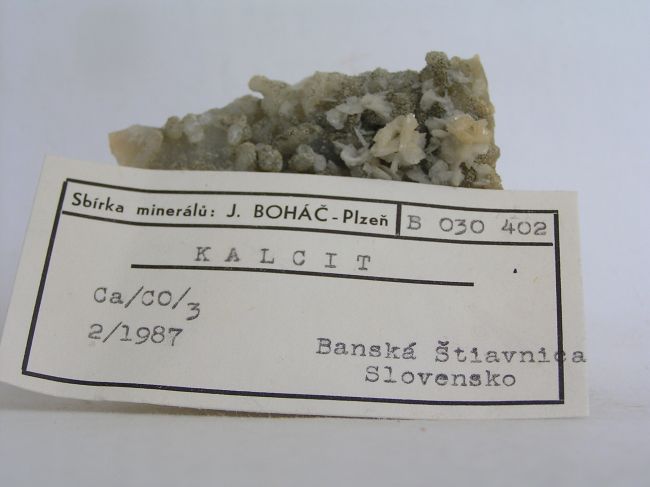 Sbírka minerálů: J. BOHÁČ-Plzeň B 030 402
KALCIT
Ca/CO/3
2/1987
Banská Štiavnica
Slovensko